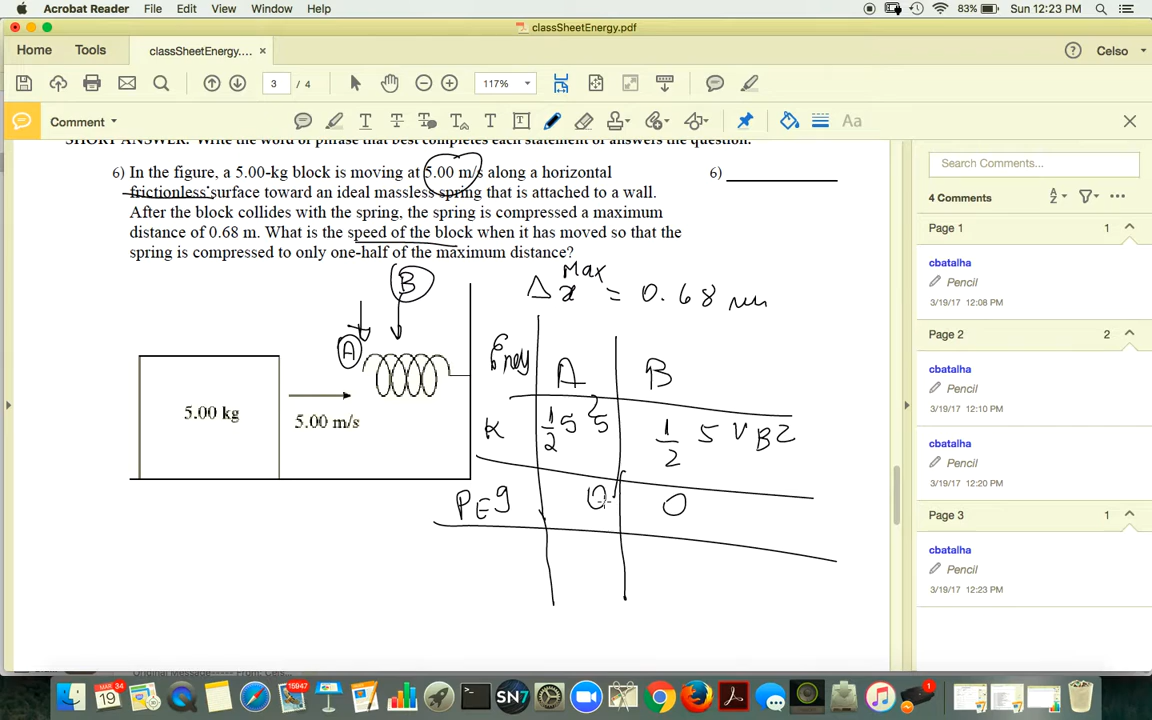 Acrobat Reader File Edit View Window Help 83% Sun 12:23 PM
classSheetEnergy.pdf
Home Tools classSheetEnergy.... × Celso
3 / 4 117%
Comment Aa
SHORT ANSWER. Write the word or phrase that best completes each statement or answers the question.
6) In the figure, a 5.00-kg block is moving at 5.00 m/s along a horizontal 6)
frictionless surface toward an ideal massless spring that is attached to a wall.
After the block collides with the spring, the spring is compressed a maximum
distance of 0.68 m. What is the speed of the block when it has moved so that the
spring is compressed to only one-half of the maximum distance?
B
Max
Δx = 0.68 m
A
A B
5.00 kg
5.00 m/s
K 1/2 5 5² 1/2 5 VB2
PEg 0 0
Search Comments
4 Comments
Page 1 1
cbatalha
Pencil
3/19/17 12:08 PM
Page 2 2
cbatalha
Pencil
3/19/17 12:10 PM
cbatalha
Pencil
3/19/17 12:20 PM
Page 3 1
cbatalha
Pencil
3/19/17 12:23 PM
MAR 34
19
15947
SN7
1